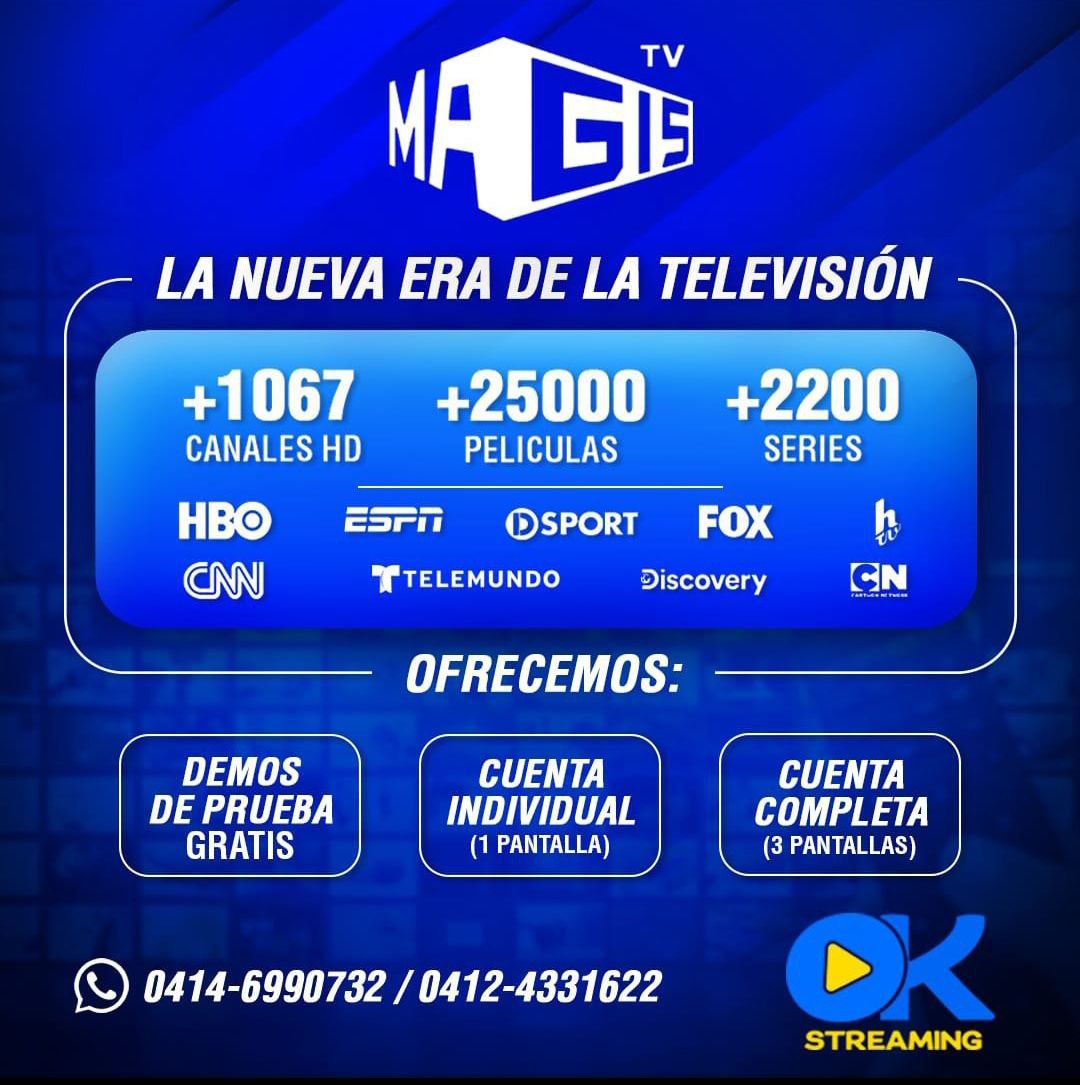 MAGIS TV
LA NUEVA ERA DE LA TELEVISIÓN
+1067 +25000 +2200
CANALES HD PELICULAS SERIES
HBO ESPN DSPORT FOX h
CNN TELEMUNDO Discovery CN
CARTOON NETWORK
OFRECEMOS:
DEMOS
DE PRUEBA
GRATIS
CUENTA
INDIVIDUAL
(1 PANTALLA)
CUENTA
COMPLETA
(3 PANTALLAS)
0414-6990732 / 0412-4331622
OK
STREAMING